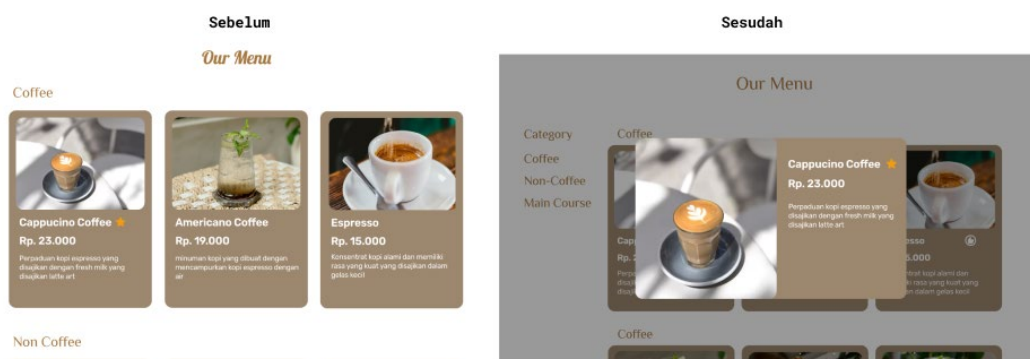 Sebelum
Our Menu
Coffee
Cappucino Coffee
Rp. 23.000
Perpaduan kopi espresso yang
disajikan dengan fresh milk yang
disajikan latte art
Americano Coffee
Rp. 19.000
minuman kopi yang dibuat dengan
mencampurkan kopi espresso dengan
air
Espresso
Rp. 15.000
Konsentrat kopi alami dan memiliki
rasa yang kuat yang disajikan dalam
gelas kecil
Non Coffee
Sesudah
Our Menu
Category
Coffee
Non-Coffee
Main Course
Coffee
Cappucino Coffee
Rp. 23.000
Perpaduan kopi espresso yang
disajikan dengan fresh milk yang
disajikan latte art
Coffee